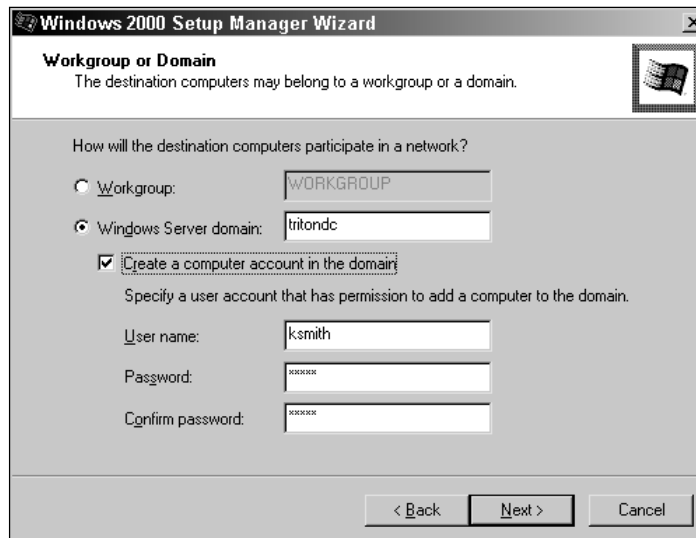 Windows 2000 Setup Manager Wizard
Workgroup or Domain
The destination computers may belong to a workgroup or a domain.
How will the destination computers participate in a network?
Workgroup: WORKGROUP
Windows Server domain: tritondc
Create a computer account in the domain
Specify a user account that has permission to add a computer to the domain.
User name: ksmith
Password: xxxxx
Confirm password: xxxxx
< Back Next > Cancel